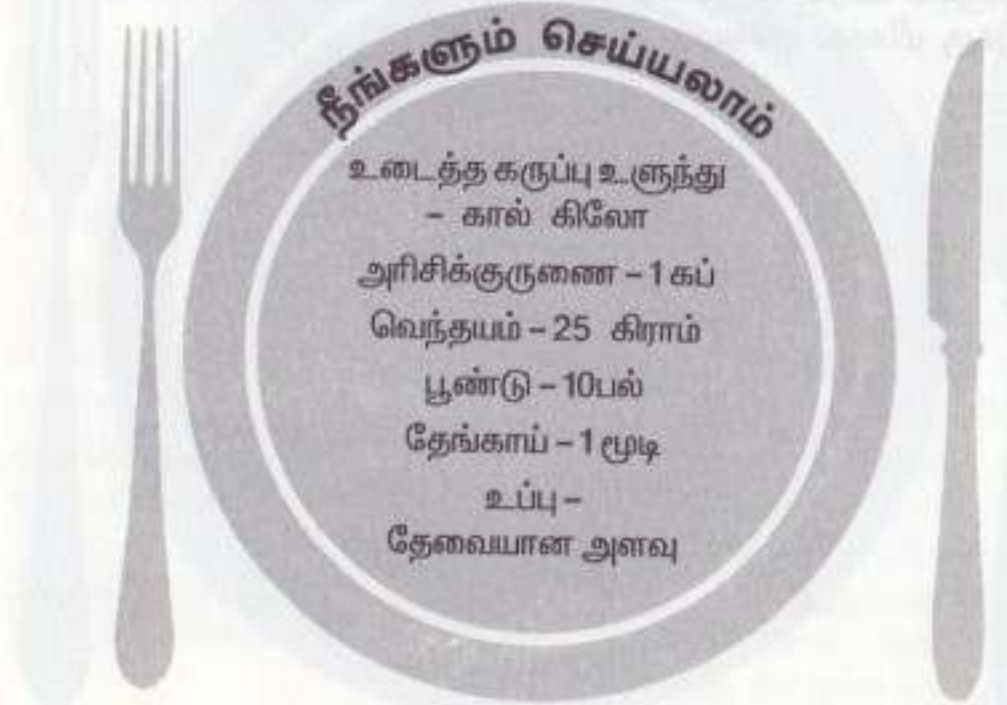 நீங்களும் செய்யலாம்
உடைத்த கருப்பு உளுந்து
– கால் கிலோ
அரிசிக்குருணை – 1 கப்
வெந்தயம் – 25 கிராம்
பூண்டு – 10பல்
தேங்காய் – 1 மூடி
உப்பு –
தேவையான அளவு